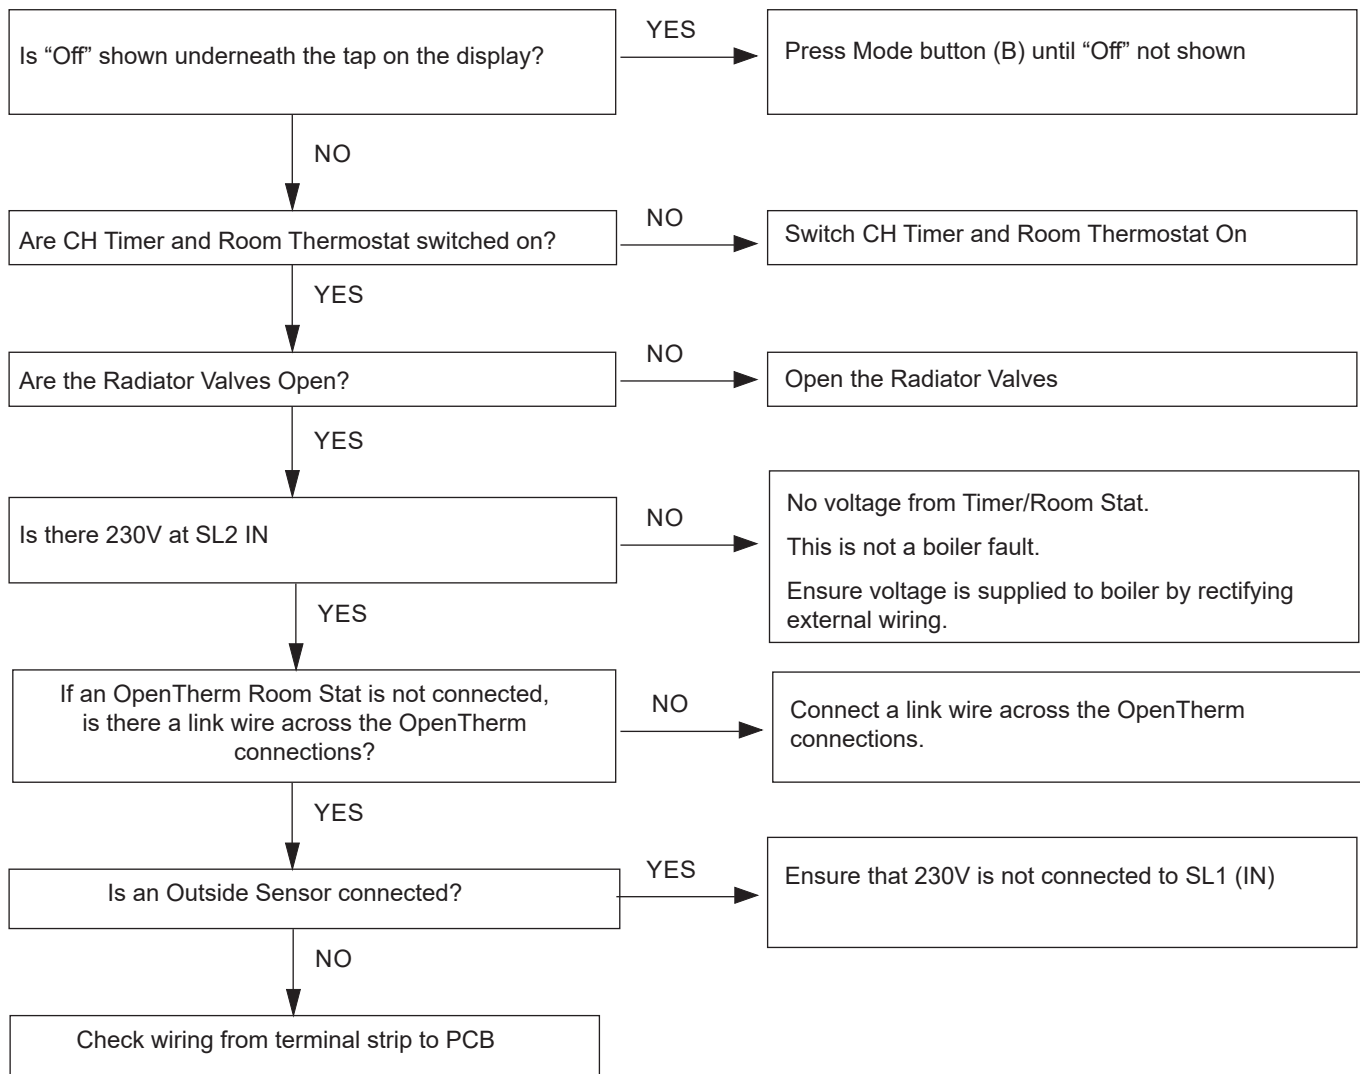 Is “Off” shown underneath the tap on the display?
YES
Press Mode button (B) until “Off” not shown
NO
Are CH Timer and Room Thermostat switched on?
NO
Switch CH Timer and Room Thermostat On
YES
Are the Radiator Valves Open?
NO
Open the Radiator Valves
YES
Is there 230V at SL2 IN
NO
No voltage from Timer/Room Stat.
This is not a boiler fault.
Ensure voltage is supplied to boiler by rectifying
external wiring.
YES
If an OpenTherm Room Stat is not connected,
is there a link wire across the OpenTherm
connections?
NO
Connect a link wire across the OpenTherm
connections.
YES
Is an Outside Sensor connected?
YES
Ensure that 230V is not connected to SL1 (IN)
NO
Check wiring from terminal strip to PCB